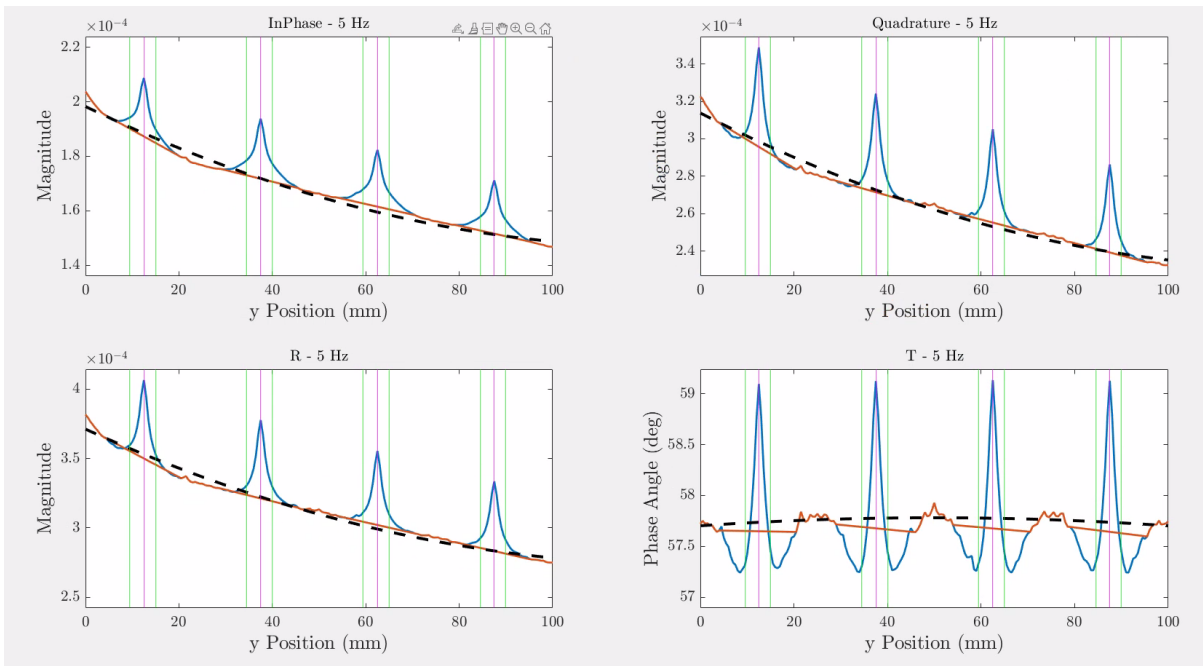 InPhase - 5 Hz
×10⁻⁴
2.2
2
1.8
1.6
1.4
Magnitude
0 20 40 60 80 100
y Position (mm)
Quadrature - 5 Hz
×10⁻⁴
3.4
3.2
3
2.8
2.6
2.4
Magnitude
0 20 40 60 80 100
y Position (mm)
R - 5 Hz
×10⁻⁴
4
3.5
3
2.5
Magnitude
0 20 40 60 80 100
y Position (mm)
T - 5 Hz
59
58.5
58
57.5
57
Phase Angle (deg)
0 20 40 60 80 100
y Position (mm)